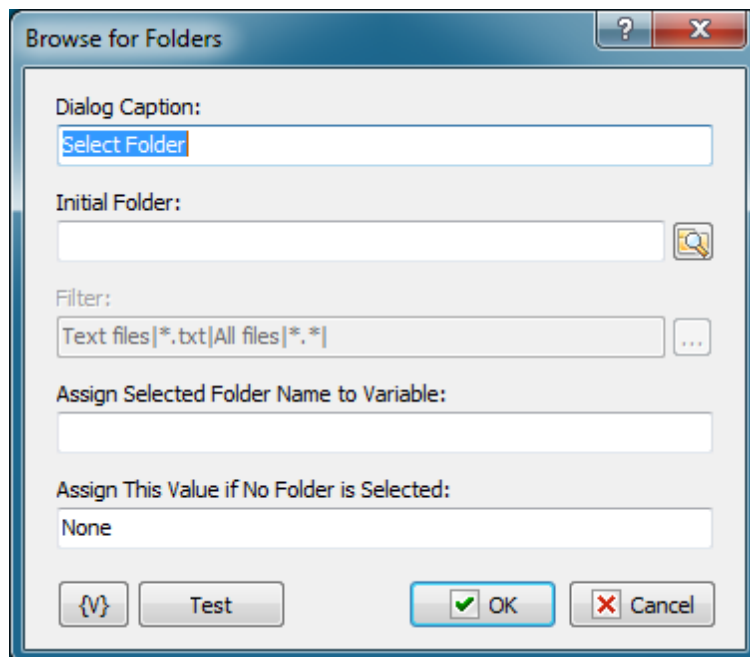 Browse for Folders
?
X
Dialog Caption:
Select Folder
Initial Folder:
Filter:
Text files|*.txt|All files|*.*|
...
Assign Selected Folder Name to Variable:
Assign This Value if No Folder is Selected:
None
{V} Test OK Cancel